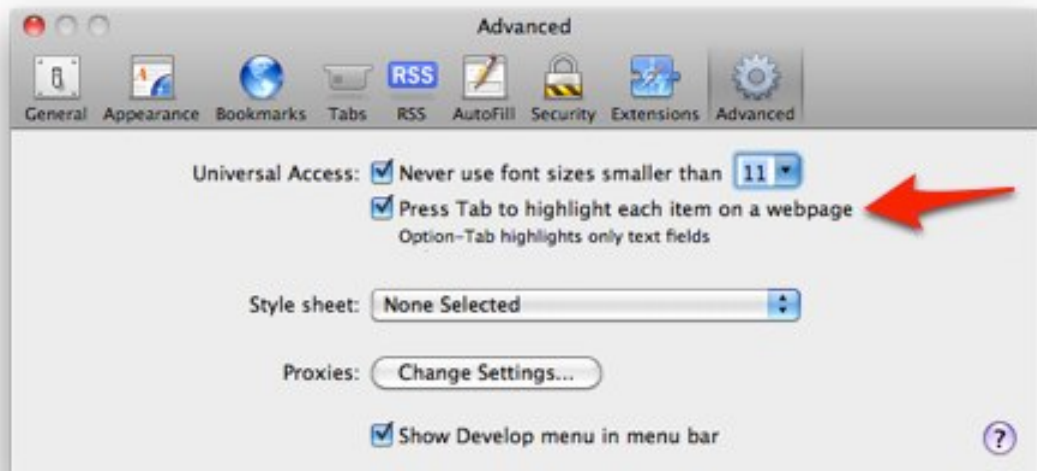 Advanced
General Appearance Bookmarks Tabs RSS AutoFill Security Extensions Advanced
RSS
Universal Access: Never use font sizes smaller than 11
Press Tab to highlight each item on a webpage
Option-Tab highlights only text fields
Style sheet: None Selected
Proxies: Change Settings...
Show Develop menu in menu bar
?